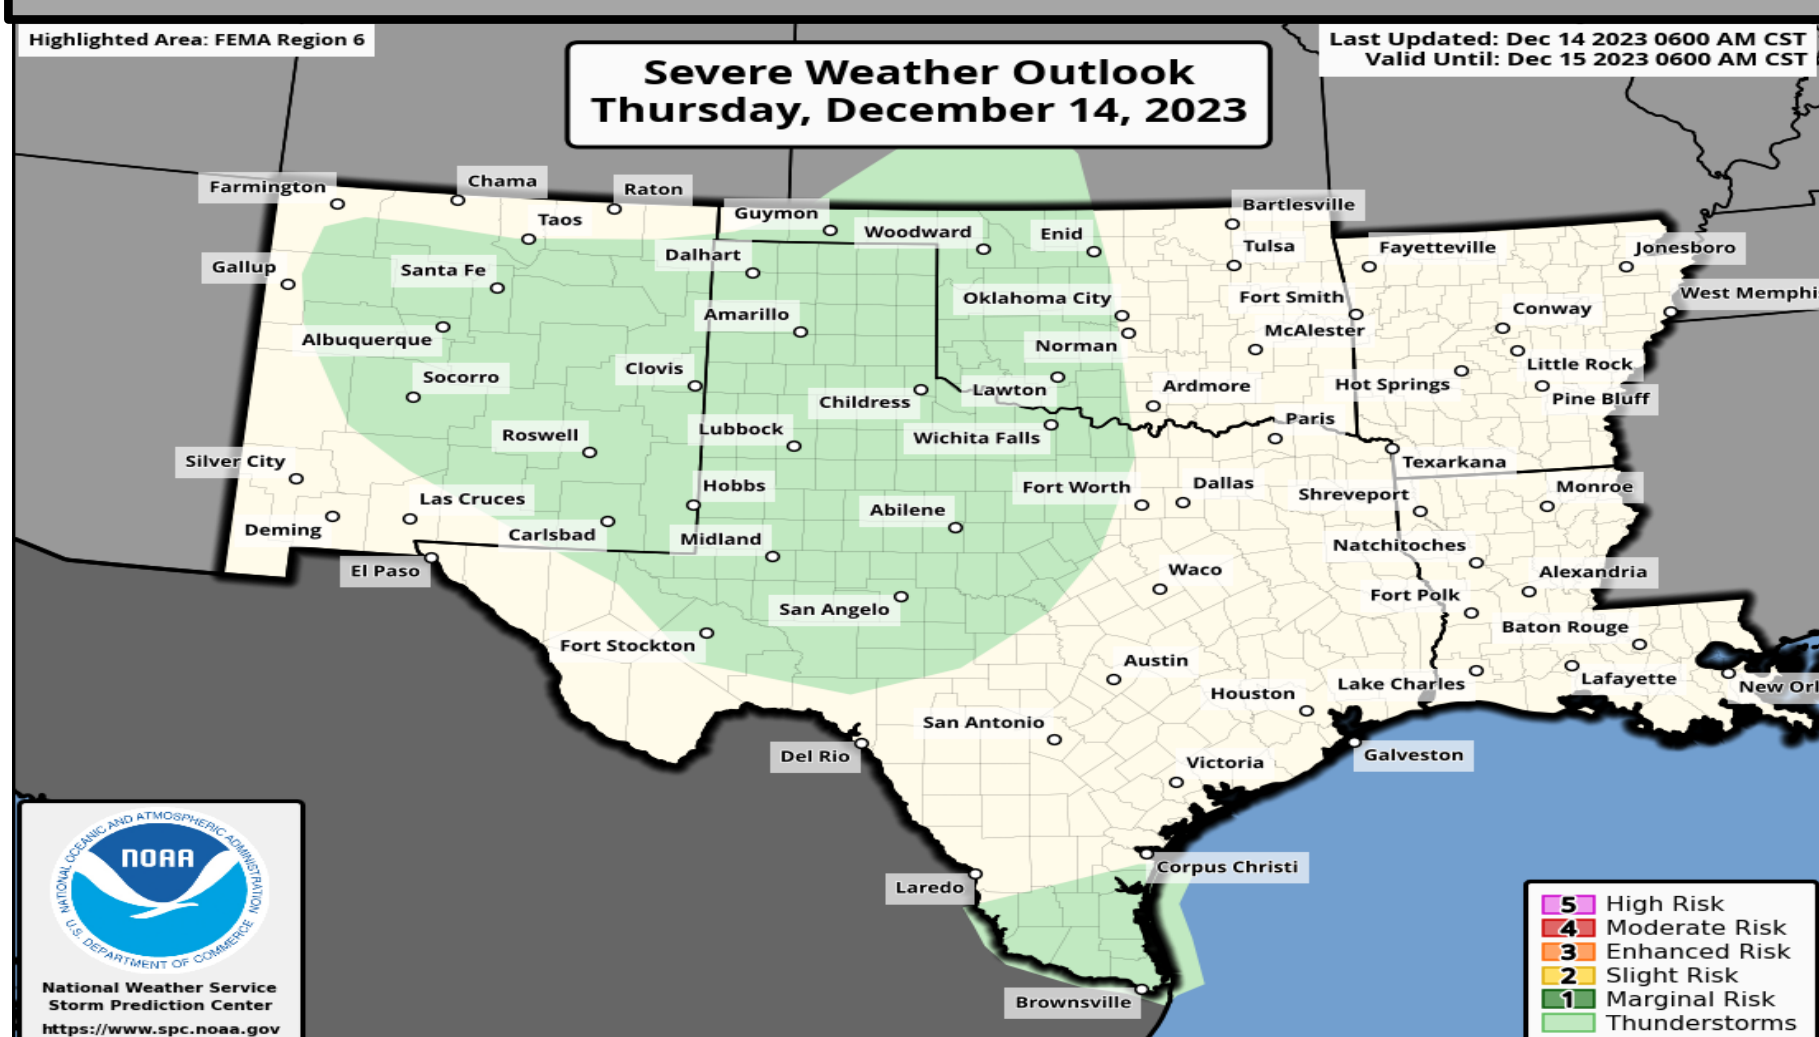 Highlighted Area: FEMA Region 6
Severe Weather Outlook
Thursday, December 14, 2023
Last Updated: Dec 14 2023 0600 AM CST
Valid Until: Dec 15 2023 0600 AM CST
Farmington
Chama
Raton
Taos
Guymon
Woodward
Enid
Bartlesville
Tulsa
Fayetteville
Jonesboro
Gallup
Santa Fe
Dalhart
Oklahoma City
Fort Smith
Conway
West Memphi
Albuquerque
Amarillo
Norman
McAlester
Little Rock
Socorro
Clovis
Childress
Lawton
Ardmore
Hot Springs
Pine Bluff
Roswell
Lubbock
Wichita Falls
Paris
Texarkana
Silver City
Las Cruces
Hobbs
Fort Worth
Dallas
Shreveport
Monroe
Deming
Carlsbad
Midland
Abilene
Natchitoches
El Paso
Waco
Alexandria
San Angelo
Fort Polk
Fort Stockton
Baton Rouge
Austin
Houston
Lake Charles
Lafayette
New Orl
San Antonio
Del Rio
Victoria
Galveston
Laredo
Corpus Christi
Brownsville
NATIONAL OCEANIC AND ATMOSPHERIC ADMINISTRATION
NOAA
U.S. DEPARTMENT OF COMMERCE
National Weather Service
Storm Prediction Center
https://www.spc.noaa.gov
5 High Risk
4 Moderate Risk
3 Enhanced Risk
2 Slight Risk
1 Marginal Risk
Thunderstorms